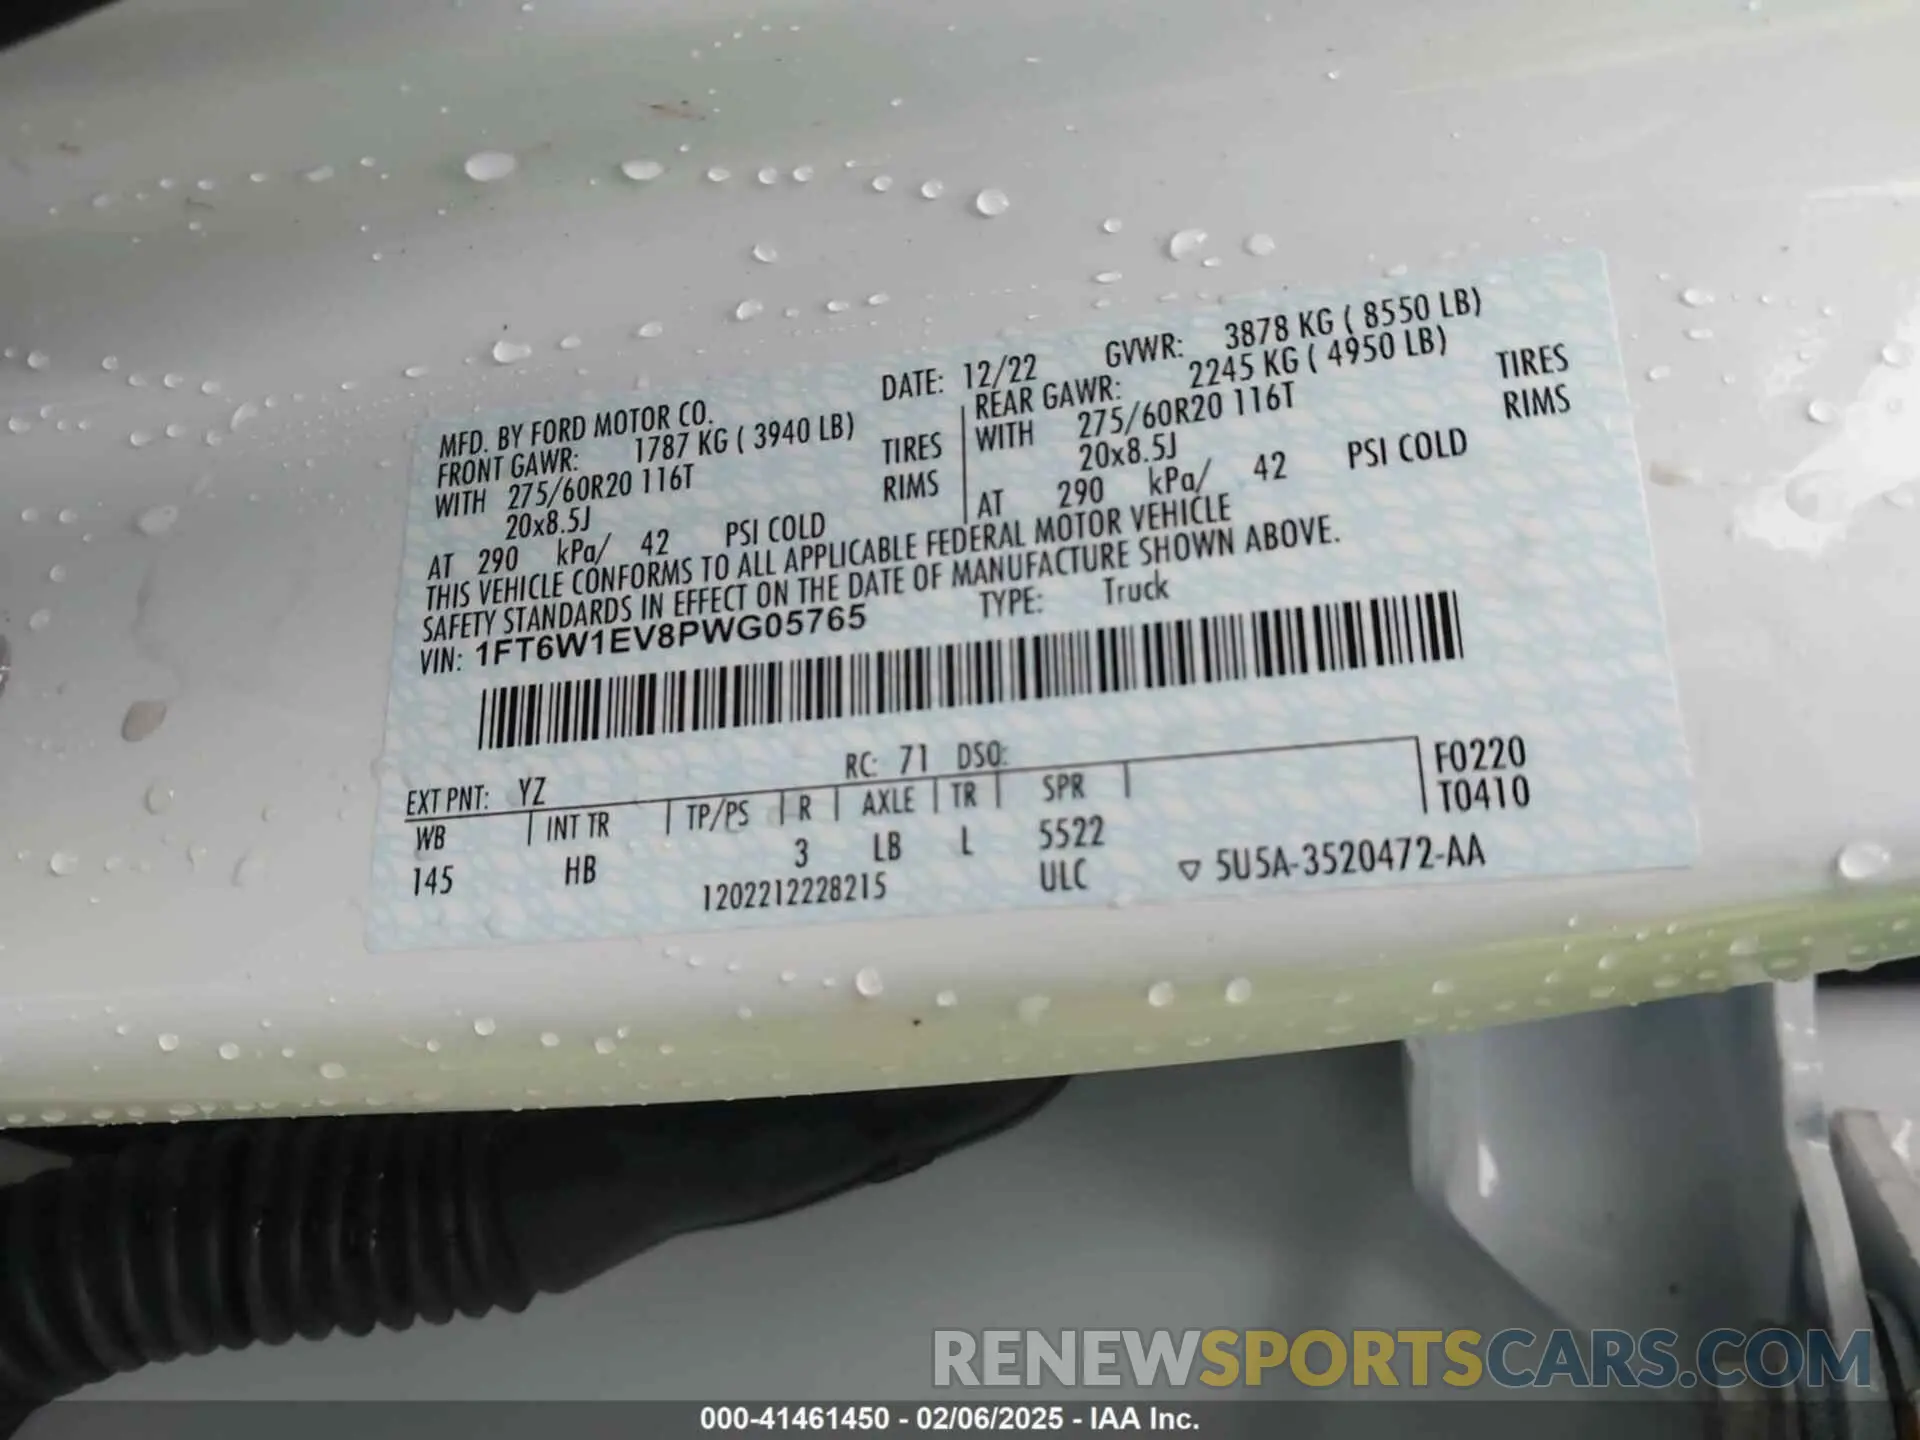 MFD. BY FORD MOTOR CO. DATE: 12/22 GVWR: 3878 KG ( 8550 LB)
FRONT GAWR: 1787 KG ( 3940 LB) REAR GAWR: 2245 KG ( 4950 LB)
WITH 275/60R20 116T TIRES WITH 275/60R20 116T TIRES
20x8.5J RIMS 20x8.5J RIMS
AT 290 kPa/ 42 PSI COLD AT 290 kPa/ 42 PSI COLD
THIS VEHICLE CONFORMS TO ALL APPLICABLE FEDERAL MOTOR VEHICLE
SAFETY STANDARDS IN EFFECT ON THE DATE OF MANUFACTURE SHOWN ABOVE.
VIN: 1FT6W1EV8PWG05765 TYPE: Truck
EXT PNT: YZ RC: 71 DSO: F0220
WB INT TR TP/PS R AXLE TR SPR T0410
145 HB 3 LB L 5522
1202212228215 ULC ▽ 5U5A-3520472-AA
RENEWSPORTSCARS.COM
000-41461450 - 02/06/2025 - IAA Inc.